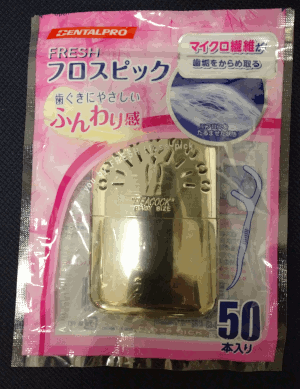 DENTALPRO
FRESH
フロスピック
マイクロ繊維が
歯垢をからめ取る
歯ぐきにやさしい
ふんわり感
PEACOCK
50
本入り